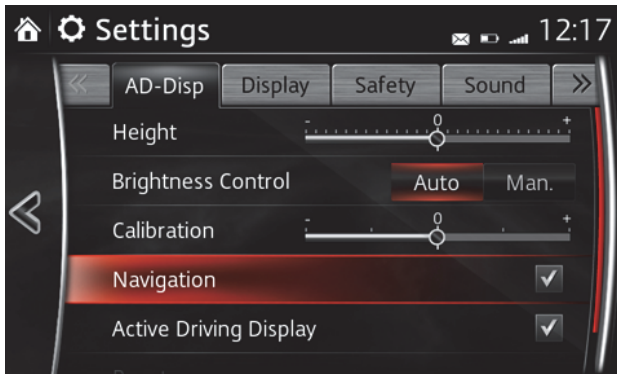 Settings
12:17
AD-Disp Display Safety Sound
Height - 0 +
Brightness Control Auto Man.
Calibration - 0 +
Navigation
Active Driving Display